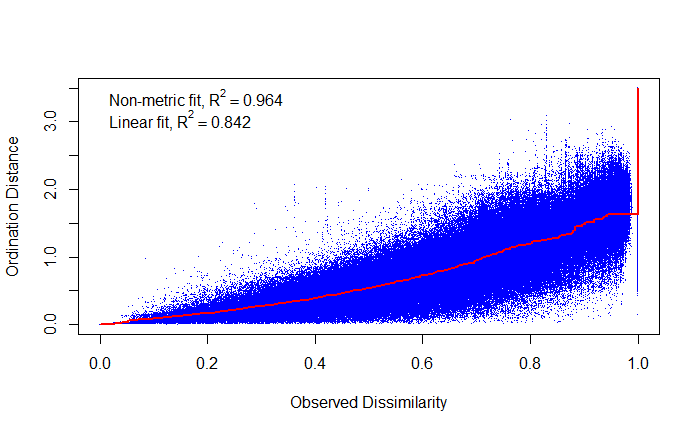 Non-metric fit, R² = 0.964
Linear fit, R² = 0.842
Ordination Distance
0.0 1.0 2.0 3.0
0.0 0.2 0.4 0.6 0.8 1.0
Observed Dissimilarity